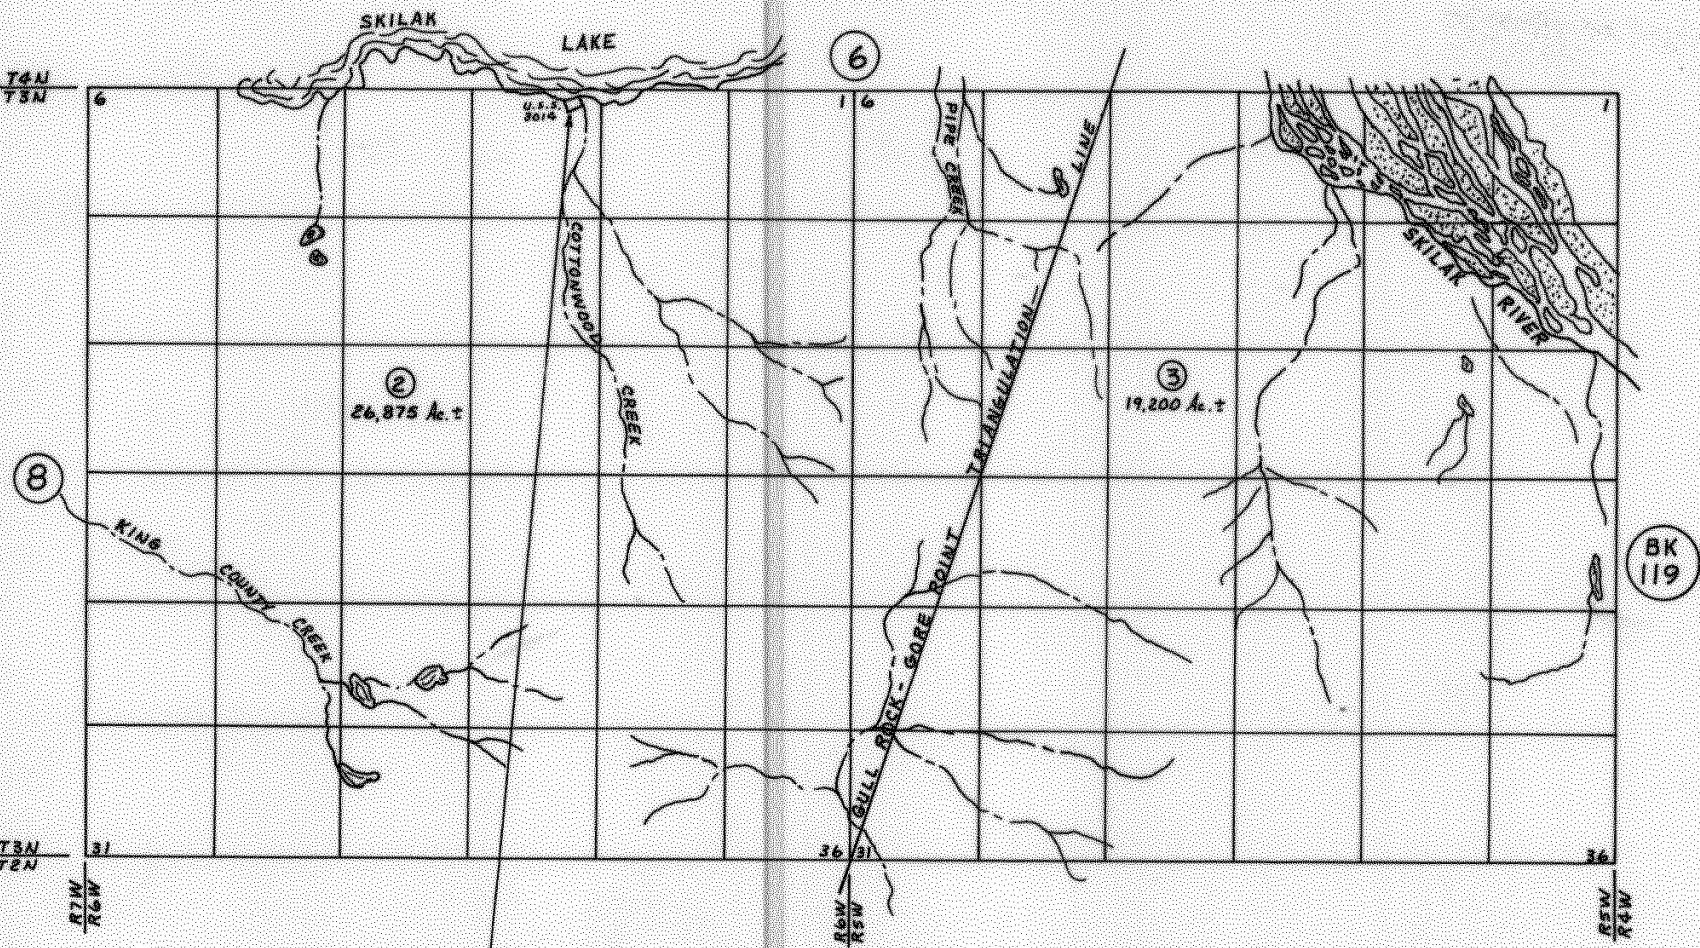 SKILAK
LAKE
6
T4N
T3N
6
U.S.S.
3014
A
1 6
PIPE CREEK
LINE
1
COTTONWOOD
CREEK
SKILAK
RIVER
2
26,875 Ac.±
3
19,200 Ac.±
TRIANGULATION
8
KING
COUNTY
CREEK
BK
119
GULL ROCK - GORE POINT
T3N
T2N
31
36 31
36
R7W
R6W
R6W
R5W
R5W
R4W